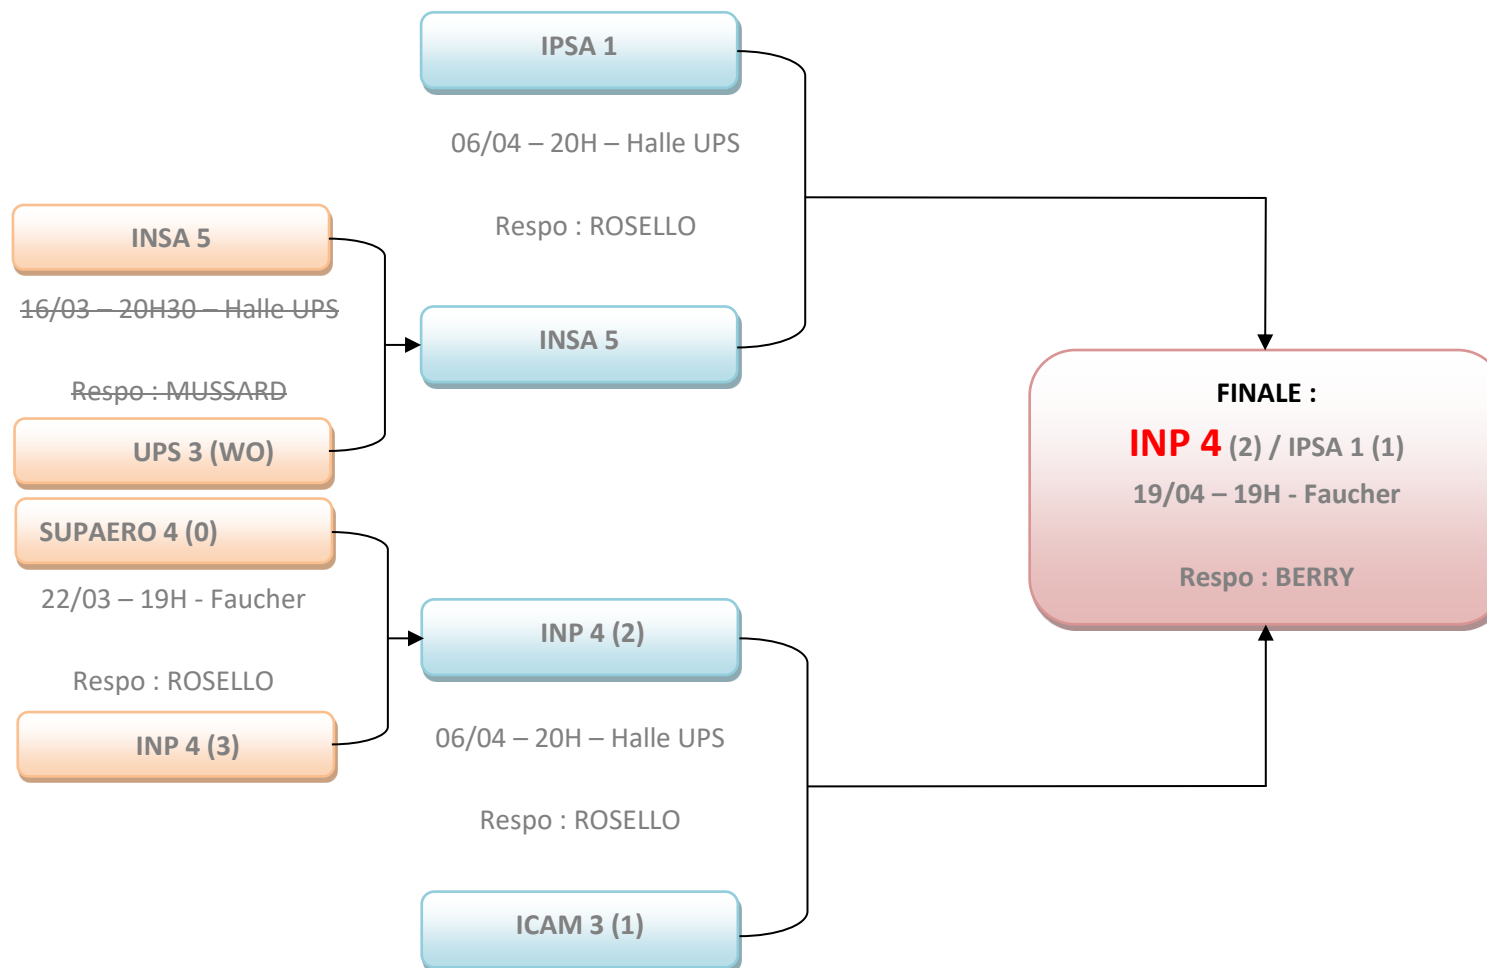 IPSA 1
06/04 – 20H – Halle UPS
Respo : ROSELLO
INSA 5
16/03 – 20H30 – Halle UPS
INSA 5
Respo : MUSSARD
UPS 3 (WO)
FINALE :
INP 4 (2) / IPSA 1 (1)
19/04 – 19H - Faucher
Respo : BERRY
SUPAERO 4 (0)
22/03 – 19H - Faucher
INP 4 (2)
Respo : ROSELLO
INP 4 (3)
06/04 – 20H – Halle UPS
Respo : ROSELLO
ICAM 3 (1)